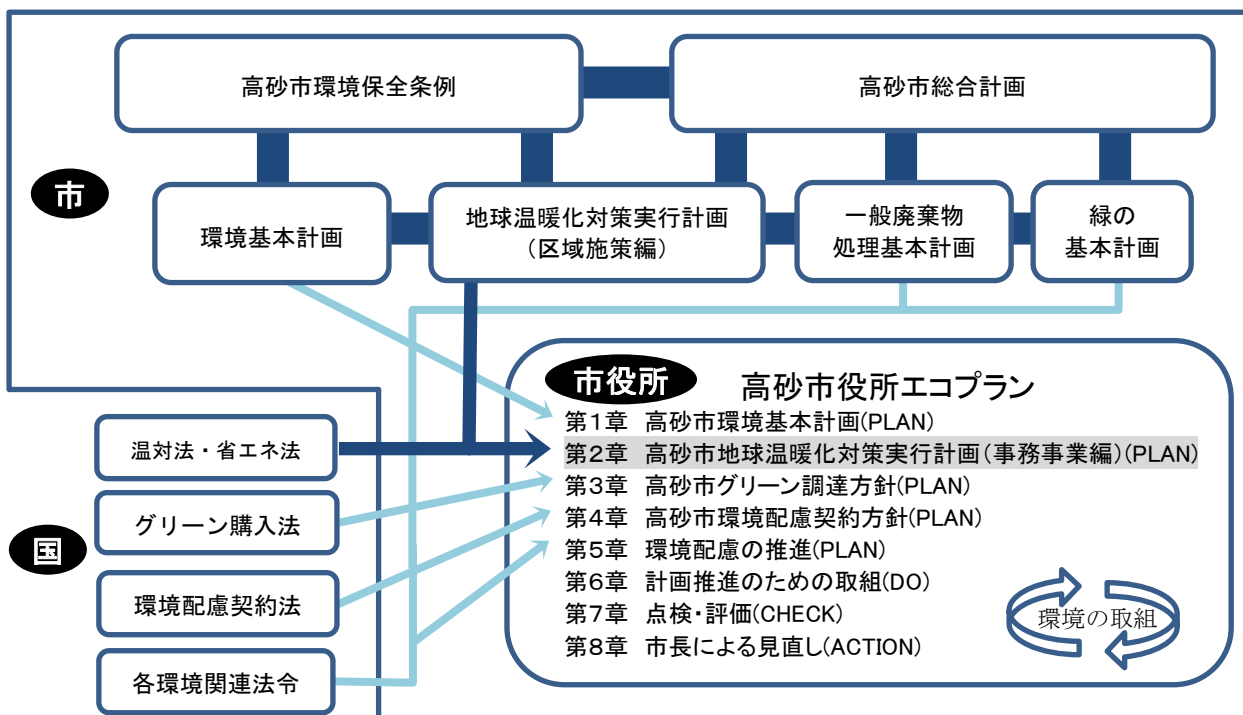 高砂市環境保全条例
高砂市総合計画
市
環境基本計画
地球温暖化対策実行計画
(区域施策編)
一般廃棄物
処理基本計画
緑の
基本計画
市役所
高砂市役所エコプラン
第1章 高砂市環境基本計画(PLAN)
第2章 高砂市地球温暖化対策実行計画(事務事業編)(PLAN)
第3章 高砂市グリーン調達方針(PLAN)
第4章 高砂市環境配慮契約方針(PLAN)
第5章 環境配慮の推進(PLAN)
第6章 計画推進のための取組(DO)
第7章 点検・評価(CHECK)
第8章 市長による見直し(ACTION)
環境の取組
国
温対法・省エネ法
グリーン購入法
環境配慮契約法
各環境関連法令